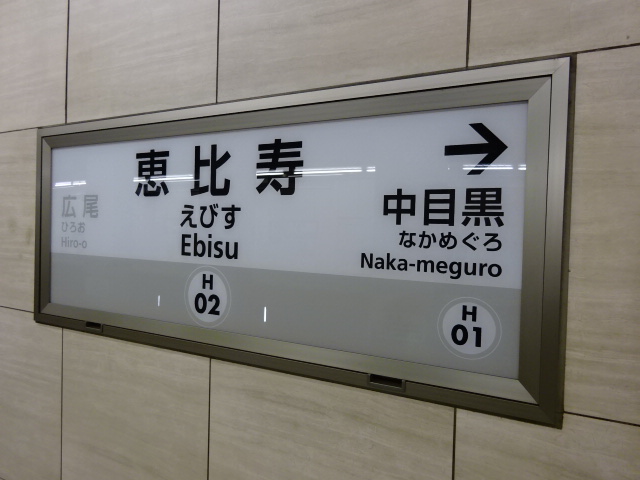 恵比寿
えびす
Ebisu
H
02
広尾
ひろお
Hiro-o
→
中目黒
なかめぐろ
Naka-meguro
H
01